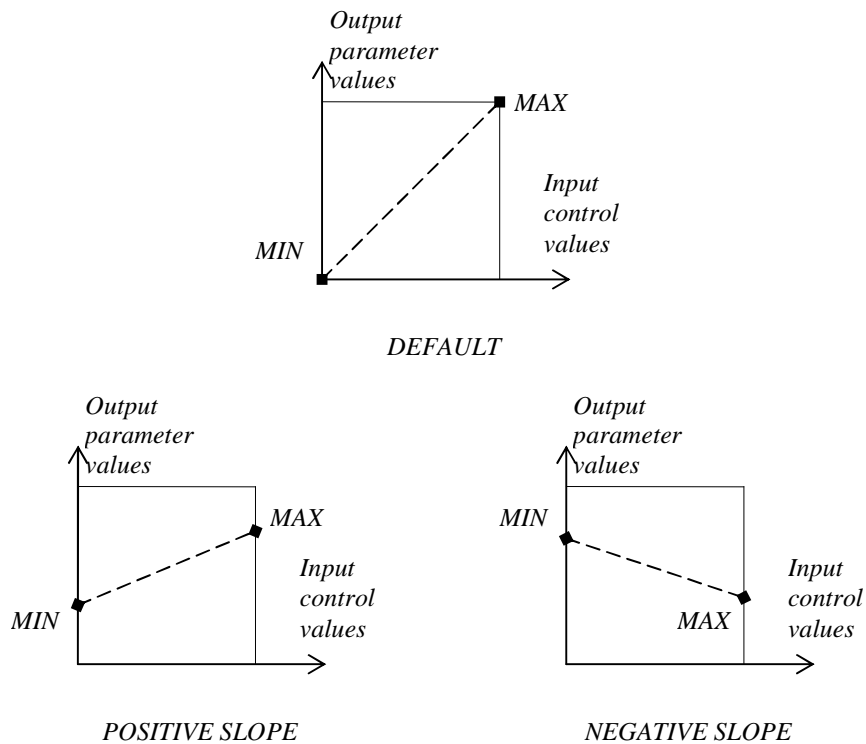 Output
parameter
values
MAX
Input
control
values
MIN
DEFAULT
Output
parameter
values
MAX
Input
control
values
MIN
POSITIVE SLOPE
Output
parameter
values
MIN
Input
control
values
MAX
NEGATIVE SLOPE